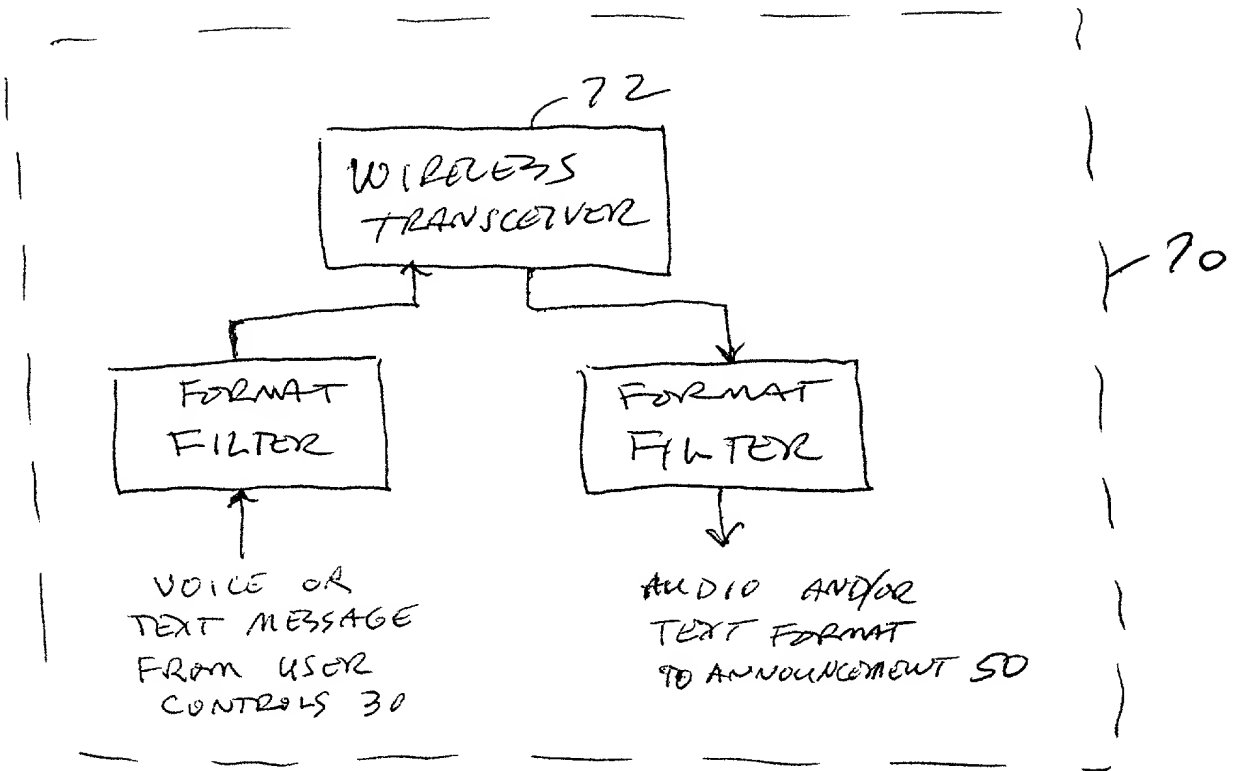 72
WIRELESS
TRANSCEIVER
70
FORMAT
FILTER
FORMAT
FILTER
VOICE OR
TEXT MESSAGE
FROM USER
CONTROLS 30
AUDIO AND/OR
TEXT FORMAT
TO ANNOUNCEMENT 50